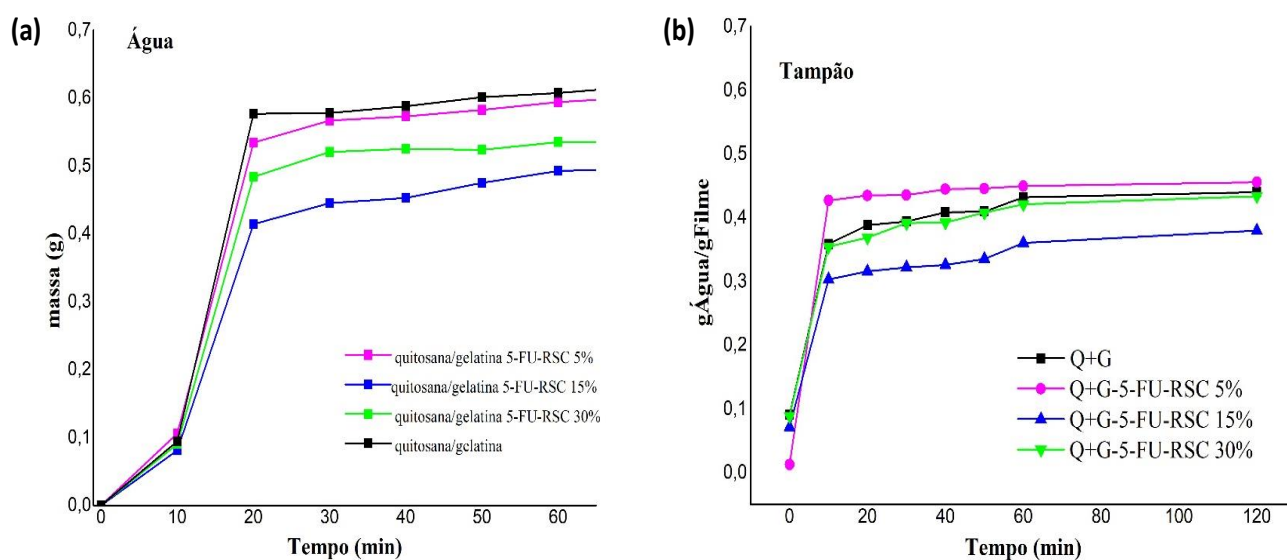 (a)
Água
massa (g)
0,7
0,6
0,5
0,4
0,3
0,2
0,1
0,0
quitosana/gelatina 5-FU-RSC 5%
quitosana/gelatina 5-FU-RSC 15%
quitosana/gelatina 5-FU-RSC 30%
quitosana/gelatina
0 10 20 30 40 50 60
Tempo (min)
(b)
Tampão
gÁgua/gFilme
0,7
0,6
0,5
0,4
0,3
0,2
0,1
0,0
Q+G
Q+G-5-FU-RSC 5%
Q+G-5-FU-RSC 15%
Q+G-5-FU-RSC 30%
0 20 40 60 80 100 120
Tempo (min)